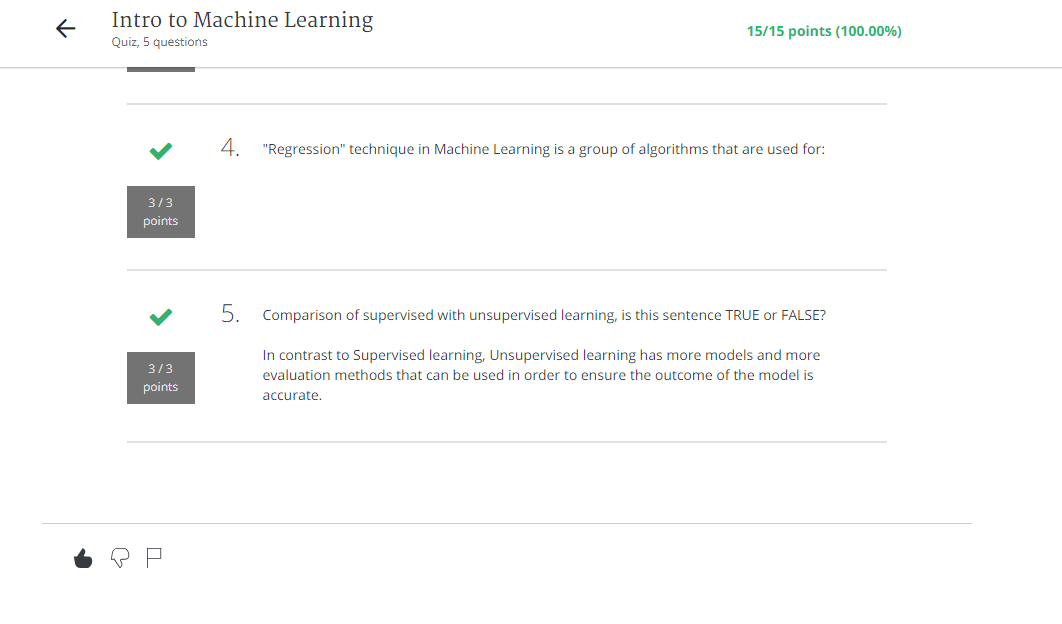 Intro to Machine Learning
Quiz, 5 questions
15/15 points (100.00%)
4.
"Regression" technique in Machine Learning is a group of algorithms that are used for:
3 / 3
points
5.
Comparison of supervised with unsupervised learning, is this sentence TRUE or FALSE?
In contrast to Supervised learning, Unsupervised learning has more models and more
evaluation methods that can be used in order to ensure the outcome of the model is
accurate.
3 / 3
points